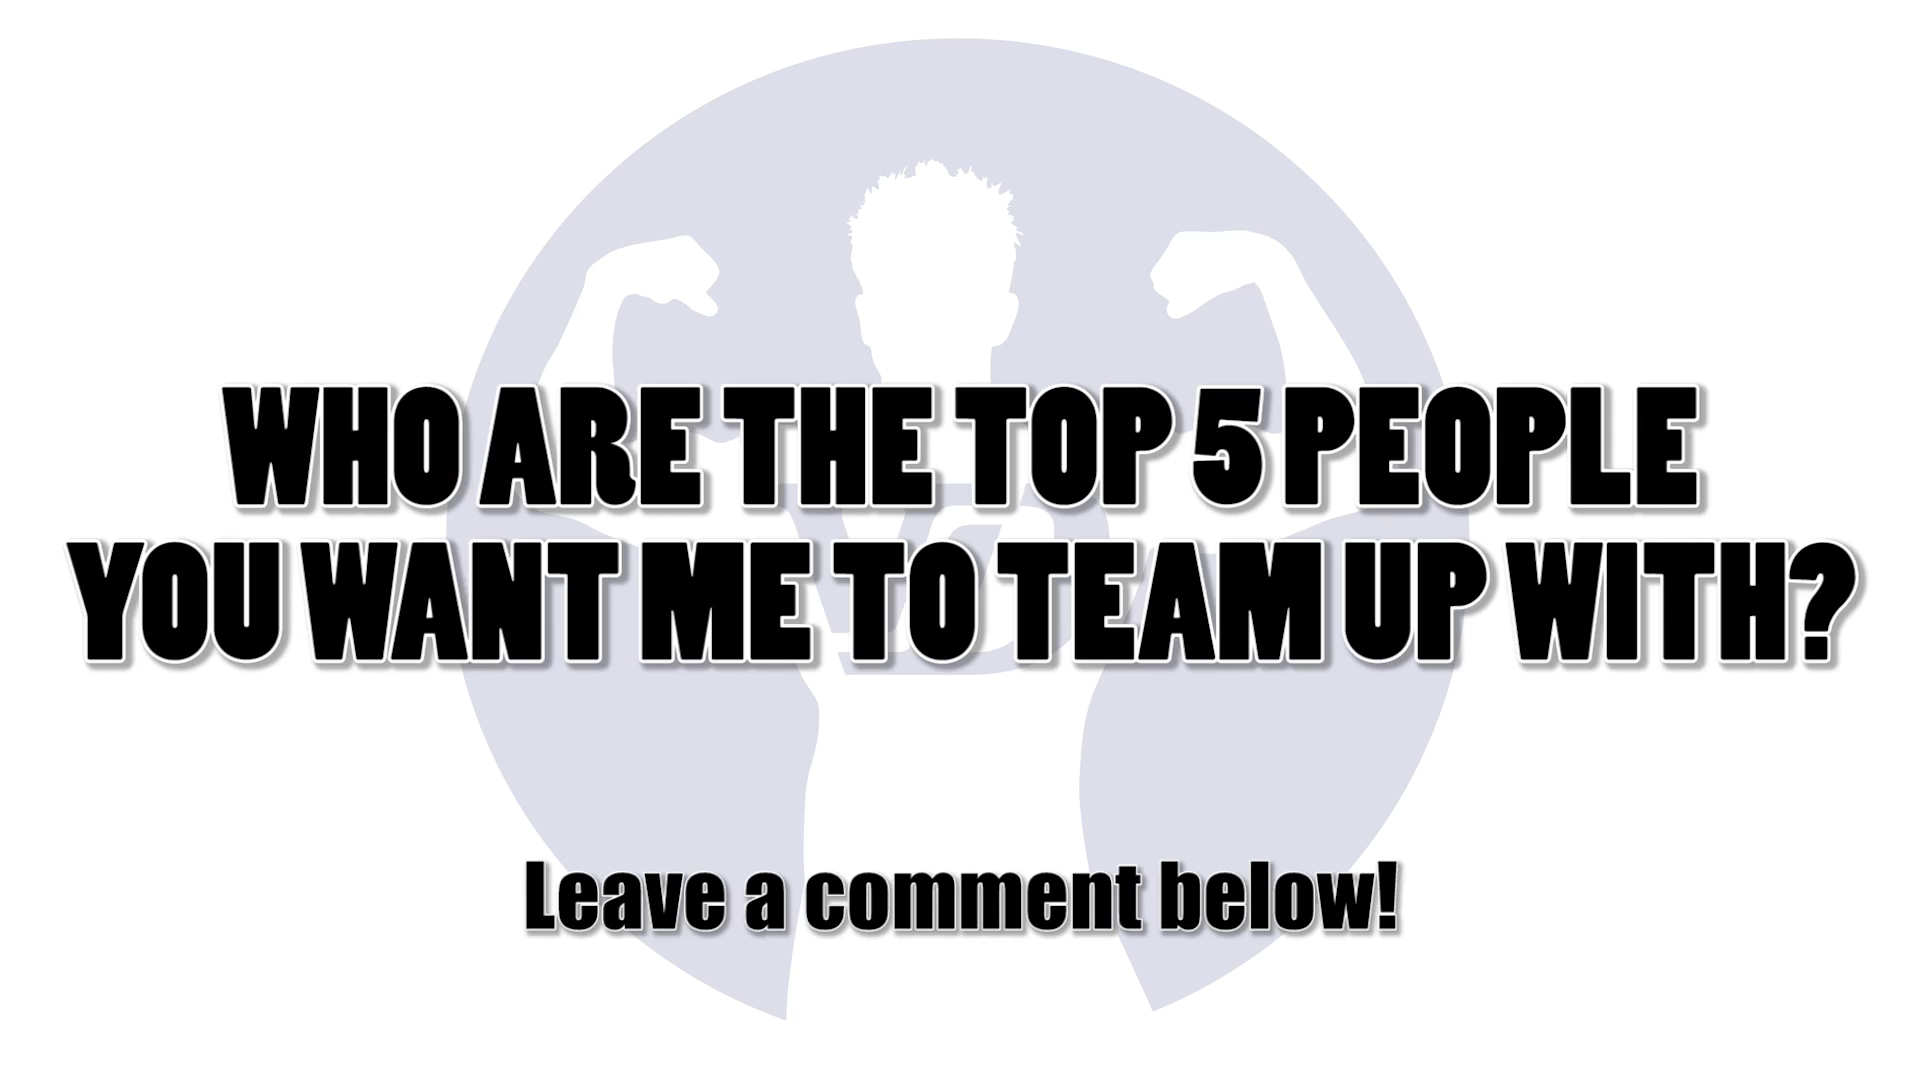 WHO ARE THE TOP 5 PEOPLE
YOU WANT ME TO TEAM UP WITH?
Leave a comment below!